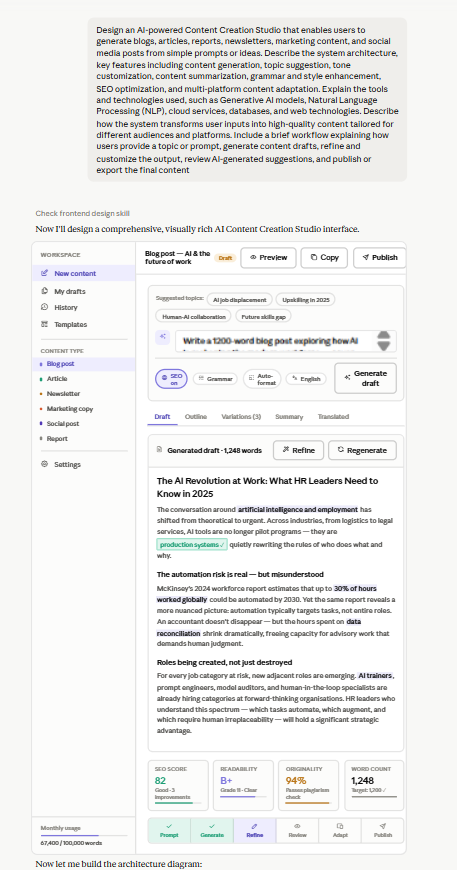 Design an AI-powered Content Creation Studio that enables users to
generate blogs, articles, reports, newsletters, marketing content, and social
media posts from simple prompts or ideas. Describe the system architecture,
key features including content generation, topic suggestion, tone
customization, content summarization, grammar and style enhancement,
SEO optimization, and multi-platform content adaptation. Explain the tools
and technologies used, such as Generative AI models, Natural Language
Processing (NLP), cloud services, databases, and web technologies. Describe
how the system transforms user inputs into high-quality content tailored for
different audiences and platforms. Include a brief workflow explaining how
users provide a topic or prompt, generate content drafts, refine and
customize the output, review AI-generated suggestions, and publish or
export the final content
Check frontend design skill
Now I'll design a comprehensive, visually rich AI Content Creation Studio interface.
WORKSPACE
New content
My drafts
History
Templates
CONTENT TYPE
Blog post
Article
Newsletter
Marketing copy
Social post
Report
Settings
Monthly usage
67,400 / 100,000 words
Blog post — AI & the
future of work
Draft
Preview
Copy
Publish
Suggested topics:
AI job displacement
Upskilling in 2025
Human-AI collaboration
Future skills gap
Write a 1200-word blog post exploring how AI
SEO
on
Grammar
Auto-
format
English
Generate
draft
Draft
Outline
Variations (3)
Summary
Translated
Generated draft · 1,248 words
Refine
Regenerate
The AI Revolution at Work: What HR Leaders Need to
Know in 2025
The conversation around artificial intelligence and employment has
shifted from theoretical to urgent. Across industries, from logistics to legal
services, AI tools are no longer pilot programs — they are
production systems ✓ quietly rewriting the rules of who does what and
why.
The automation risk is real — but misunderstood
McKinsey's 2024 workforce report estimates that up to 30% of hours
worked globally could be automated by 2030. Yet the same report reveals a
more nuanced picture: automation typically targets tasks, not entire roles.
An accountant doesn't disappear — but the hours spent on data
reconciliation shrink dramatically, freeing capacity for advisory work that
demands human judgment.
Roles being created, not just destroyed
For every job category at risk, new adjacent roles are emerging. AI trainers,
prompt engineers, model auditors, and human-in-the-loop specialists are
already hiring categories at forward-thinking organisations. HR leaders who
understand this spectrum — which tasks automate, which augment, and
which require human irreplaceability — will hold a significant strategic
advantage.
SEO SCORE
82
Good · 3
improvements
READABILITY
B+
Grade 11 · Clear
ORIGINALITY
94%
Passes plagiarism
check
WORD COUNT
1,248
Target: 1,200 ✓
Prompt
Generate
Refine
Review
Adapt
Publish
Now let me build the architecture diagram: